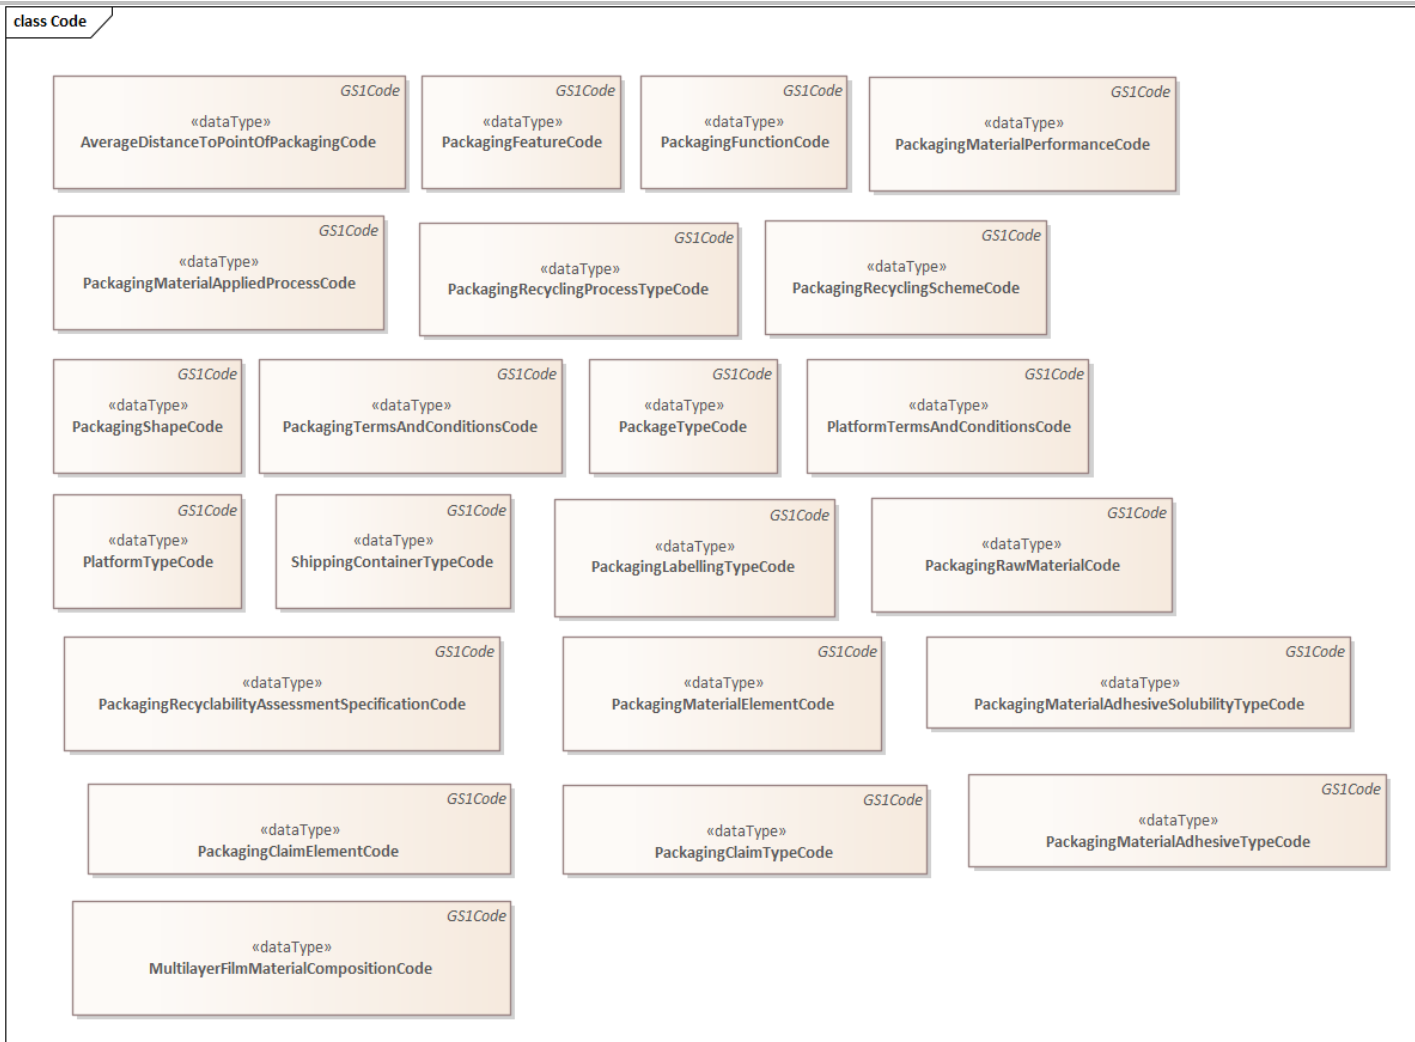 class Code
GS1Code
«dataType»
AverageDistanceToPointOfPackagingCode
GS1Code
«dataType»
PackagingFeatureCode
GS1Code
«dataType»
PackagingFunctionCode
GS1Code
«dataType»
PackagingMaterialPerformanceCode
GS1Code
«dataType»
PackagingMaterialAppliedProcessCode
GS1Code
«dataType»
PackagingRecyclingProcessTypeCode
GS1Code
«dataType»
PackagingRecyclingSchemeCode
GS1Code
«dataType»
PackagingShapeCode
GS1Code
«dataType»
PackagingTermsAndConditionsCode
GS1Code
«dataType»
PackageTypeCode
GS1Code
«dataType»
PlatformTermsAndConditionsCode
GS1Code
«dataType»
PlatformTypeCode
GS1Code
«dataType»
ShippingContainerTypeCode
GS1Code
«dataType»
PackagingLabellingTypeCode
GS1Code
«dataType»
PackagingRawMaterialCode
GS1Code
«dataType»
PackagingRecyclabilityAssessmentSpecificationCode
GS1Code
«dataType»
PackagingMaterialElementCode
GS1Code
«dataType»
PackagingMaterialAdhesiveSolubilityTypeCode
GS1Code
«dataType»
PackagingClaimElementCode
GS1Code
«dataType»
PackagingClaimTypeCode
GS1Code
«dataType»
PackagingMaterialAdhesiveTypeCode
GS1Code
«dataType»
MultilayerFilmMaterialCompositionCode